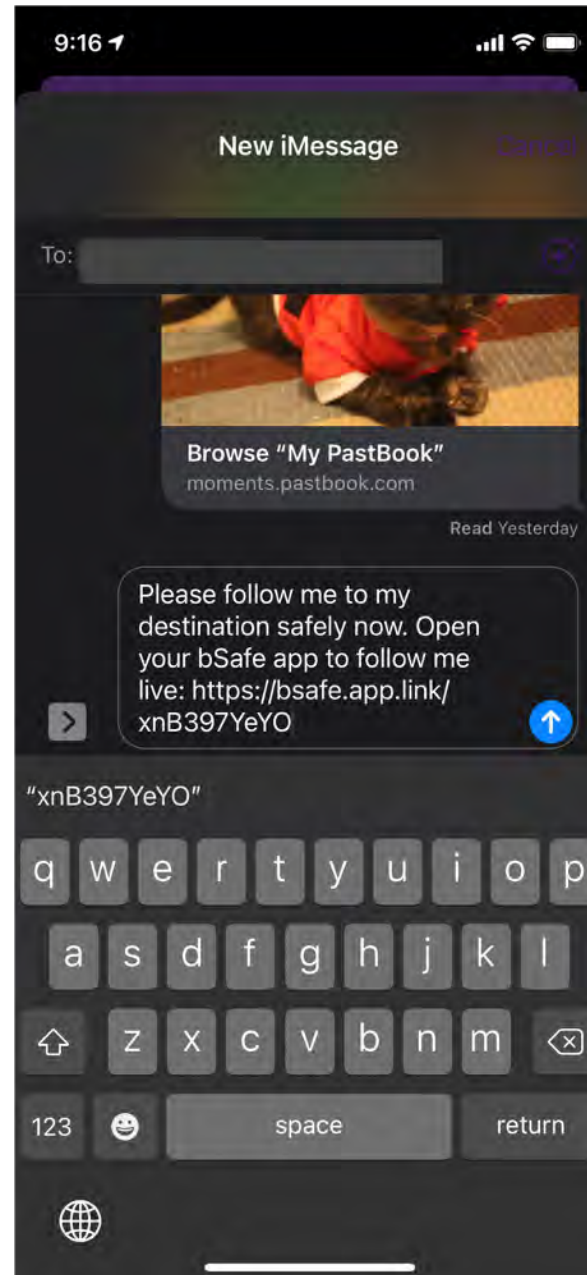 9:16
New iMessage
Cancel
To:
Browse “My PastBook”
moments.pastbook.com
Read Yesterday
Please follow me to my
destination safely now. Open
your bSafe app to follow me
live: https://bsafe.app.link/
xnB397YeYO
“xnB397YeYO”
q w e r t y u i o p
a s d f g h j k l
z x c v b n m
123 space return